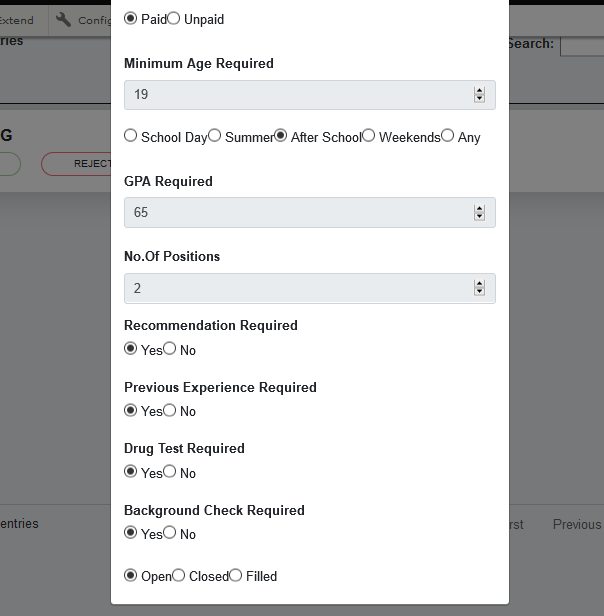 Extend Config
Paid Unpaid
ries
Search:
Minimum Age Required
19
G
School Day Summer After School Weekends Any
REJECT
GPA Required
65
No.Of Positions
2
Recommendation Required
Yes No
Previous Experience Required
Yes No
Drug Test Required
Yes No
Background Check Required
Yes No
entries
rst Previous
Open Closed Filled